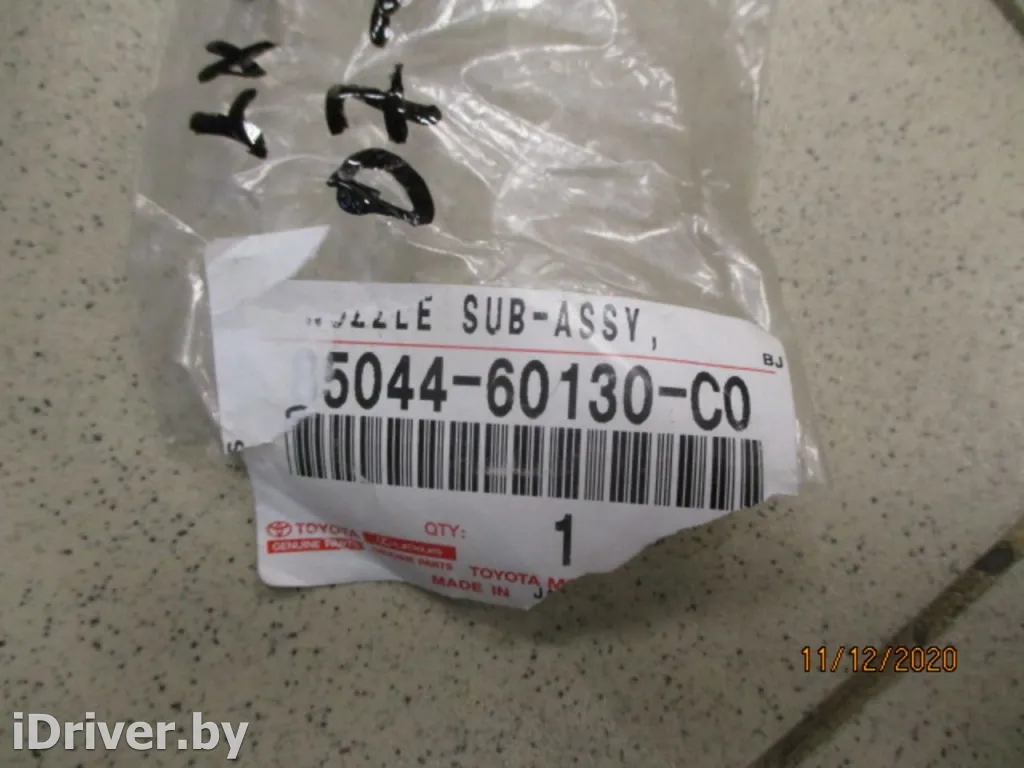 NOZZLE SUB-ASSY,
BJ
85044-60130-C0
TOYOTA
GENUINE PARTS
QTY:
1
TOYOTA M
MADE IN J
11/12/2020
iDriver.by